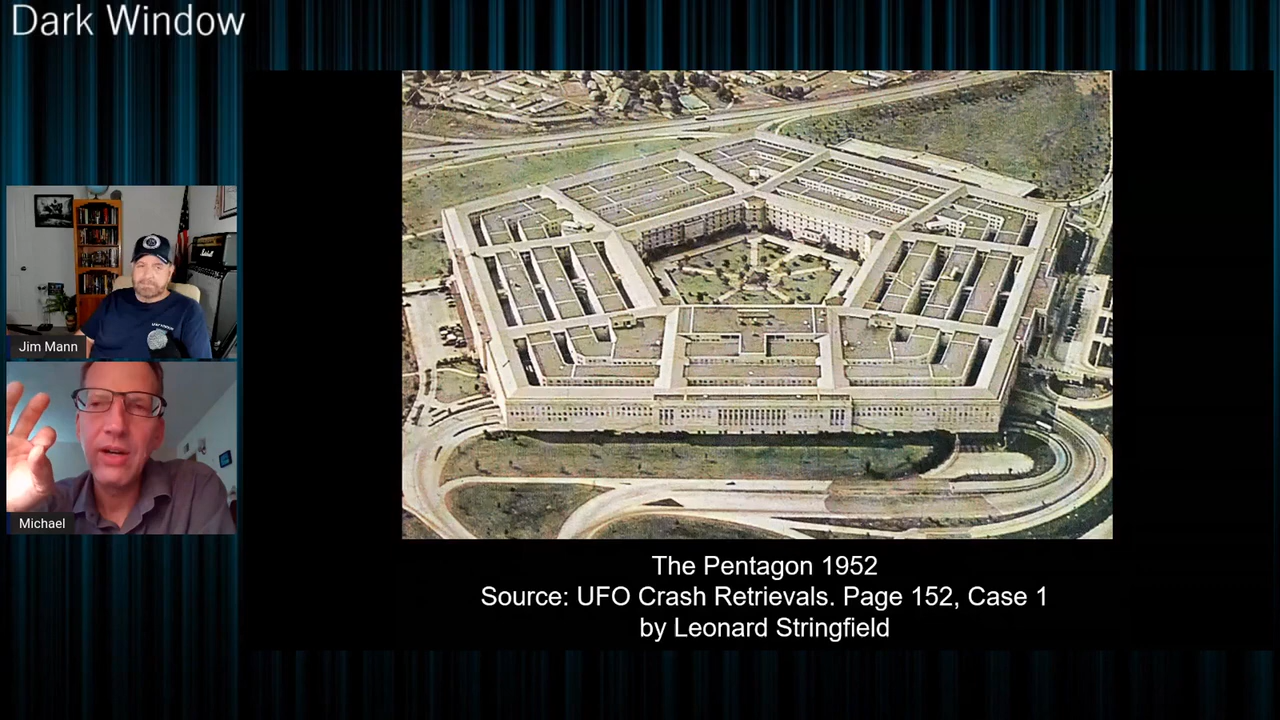 Dark Window
Jim Mann
Michael
The Pentagon 1952
Source: UFO Crash Retrievals. Page 152, Case 1
by Leonard Stringfield